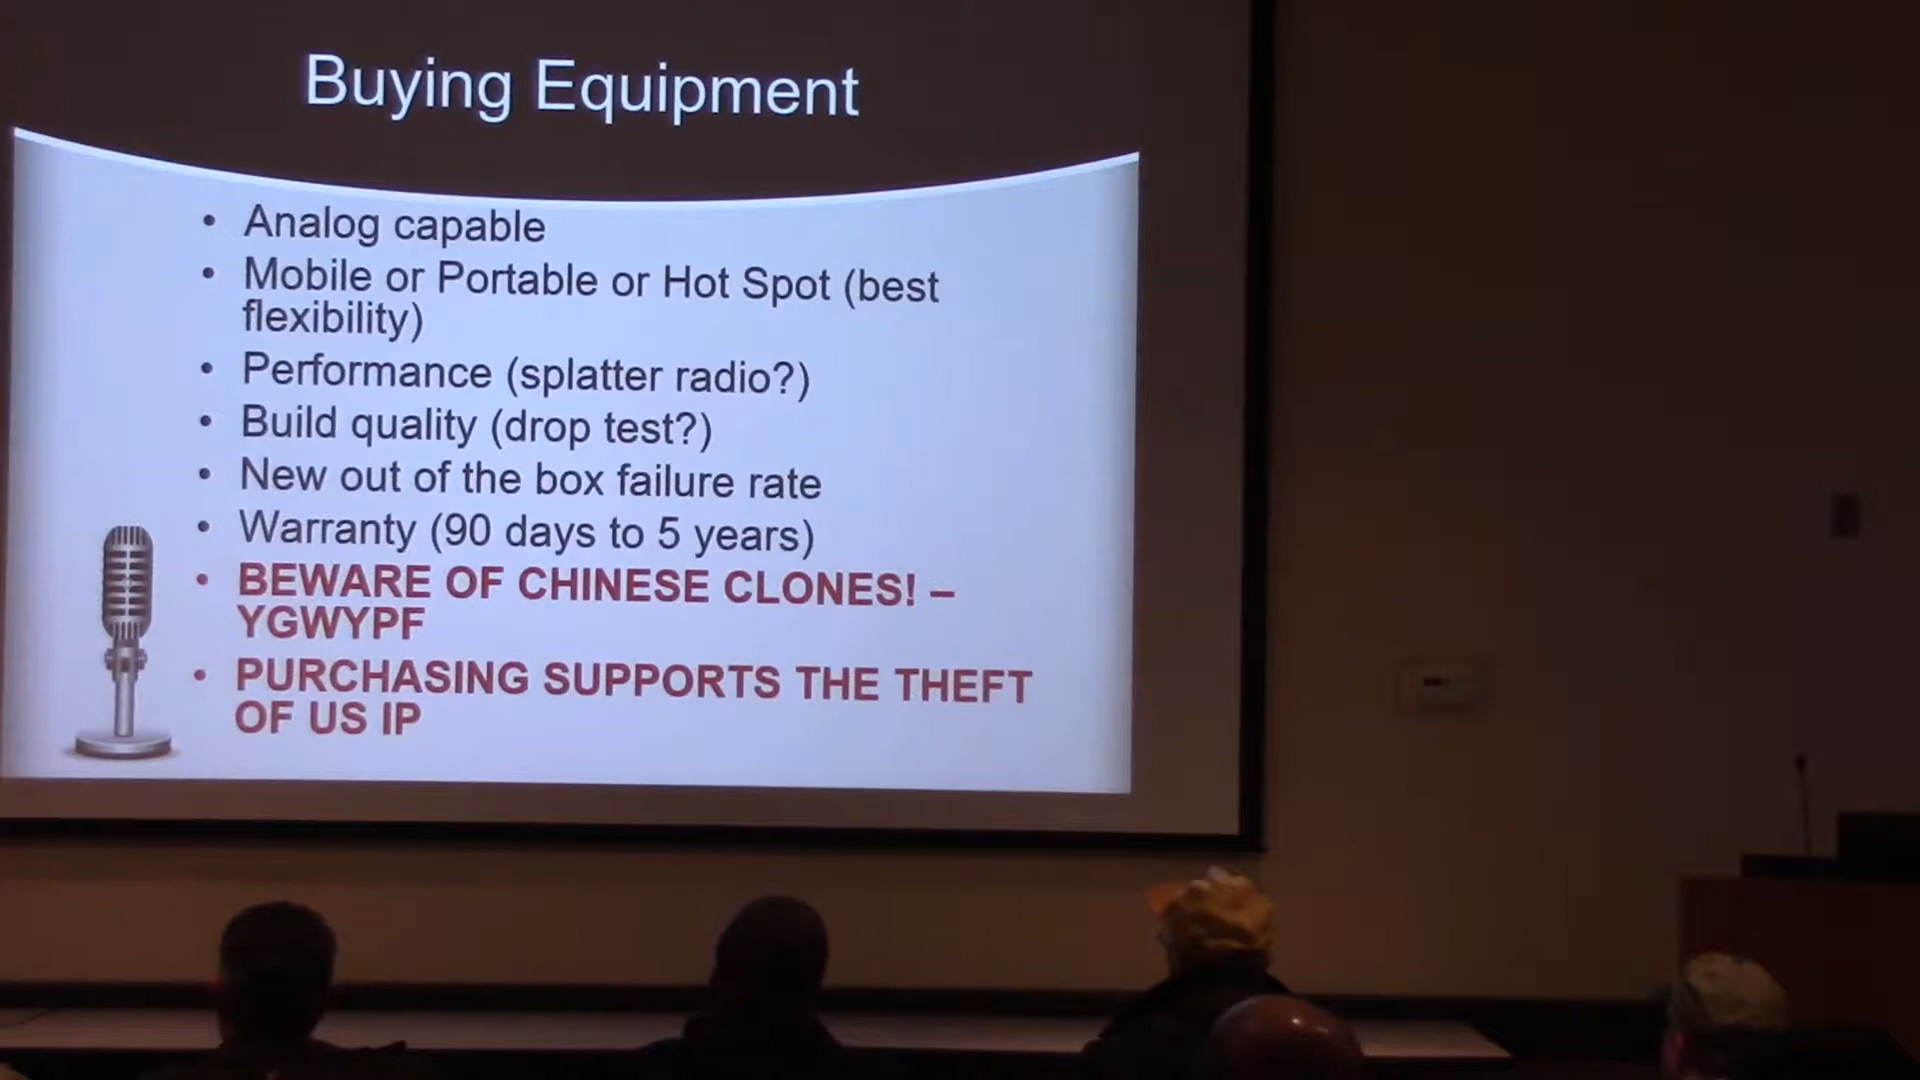 Buying Equipment
• Analog capable
• Mobile or Portable or Hot Spot (best
flexibility)
• Performance (splatter radio?)
• Build quality (drop test?)
• New out of the box failure rate
• Warranty (90 days to 5 years)
• BEWARE OF CHINESE CLONES! –
YGWYPF
• PURCHASING SUPPORTS THE THEFT
OF US IP